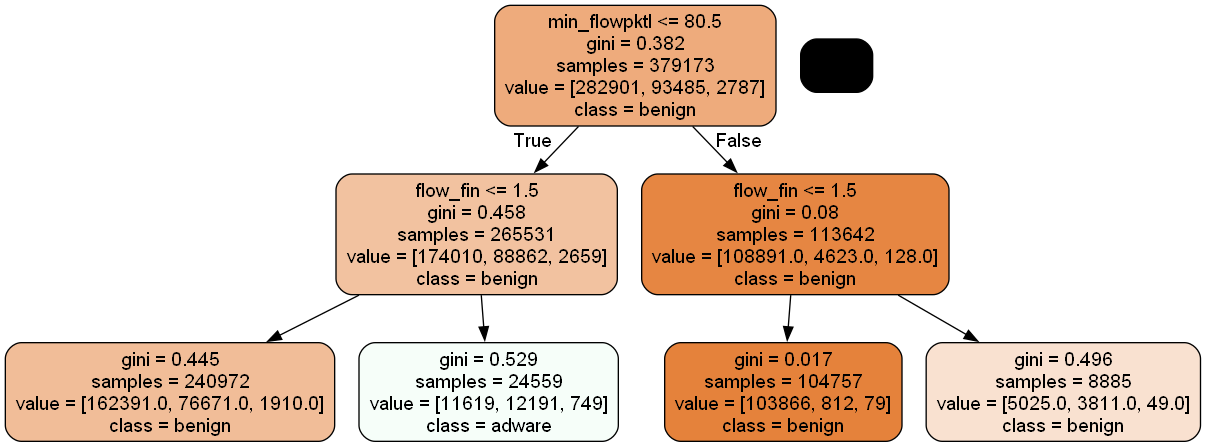 min_flowpktl <= 80.5
gini = 0.382
samples = 379173
value = [282901, 93485, 2787]
class = benign
True
False
flow_fin <= 1.5
gini = 0.458
samples = 265531
value = [174010, 88862, 2659]
class = benign
flow_fin <= 1.5
gini = 0.08
samples = 113642
value = [108891.0, 4623.0, 128.0]
class = benign
gini = 0.445
samples = 240972
value = [162391.0, 76671.0, 1910.0]
class = benign
gini = 0.529
samples = 24559
value = [11619, 12191, 749]
class = adware
gini = 0.017
samples = 104757
value = [103866, 812, 79]
class = benign
gini = 0.496
samples = 8885
value = [5025.0, 3811.0, 49.0]
class = benign